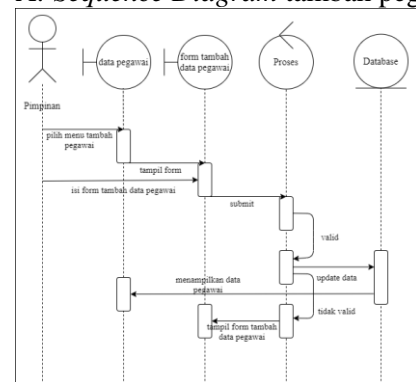 Sequence Diagram tambah peg
data pegawai
form tambah
data pegawai
Proses
Database
Pimpinan
pilih menu tambah
pegawai
tampil form
isi form tambah data pegawai
submit
valid
update data
menampilkan data
pegawai
tidak valid
tampil form tambah
data pegawai